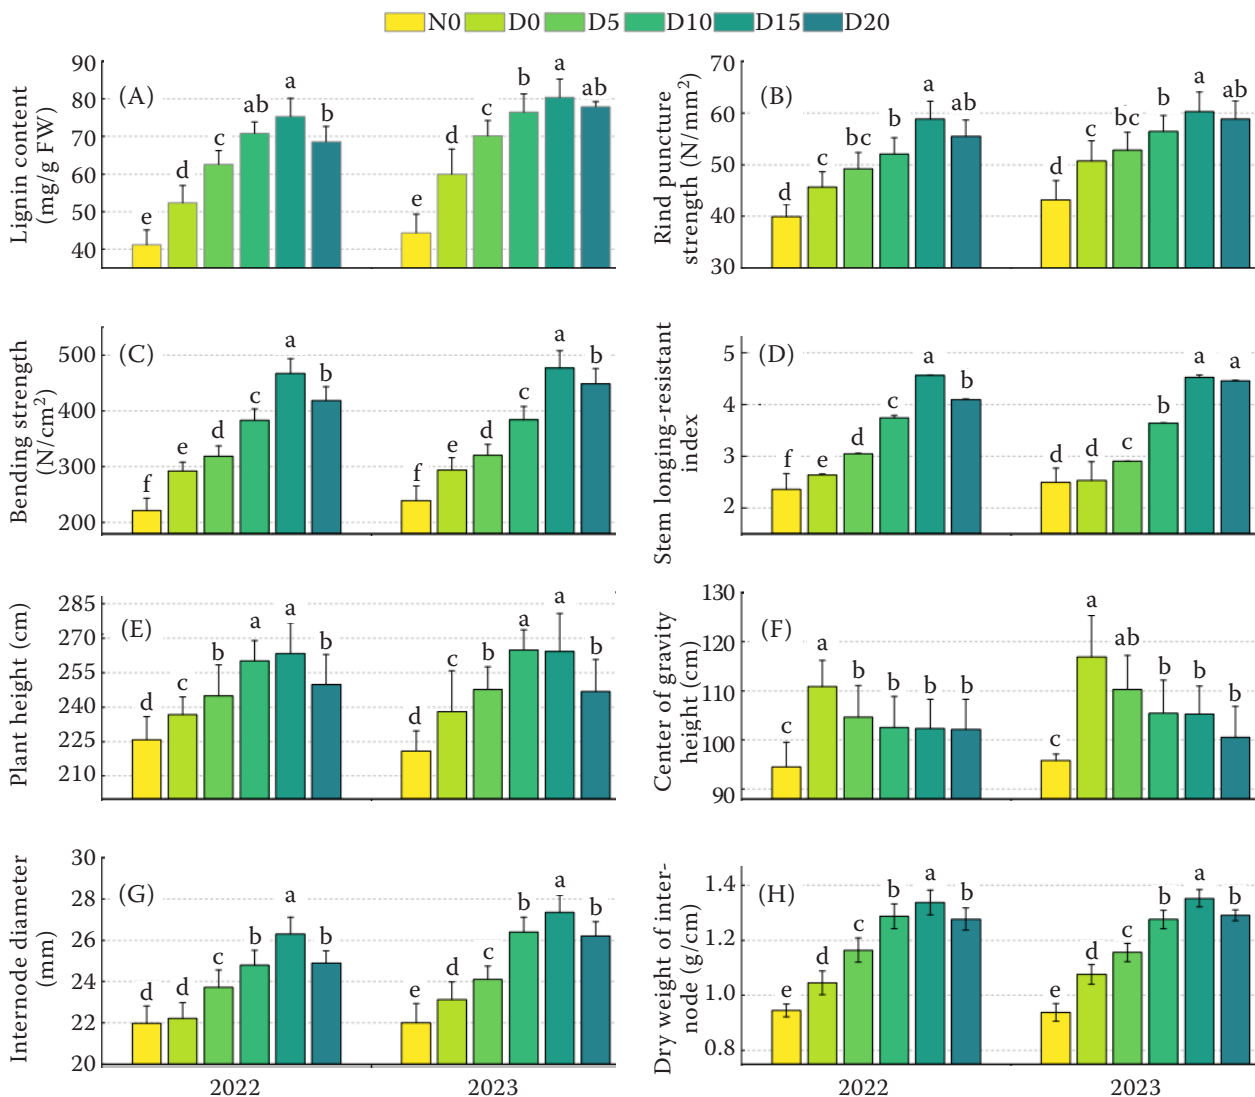 N0 D0 D5 D10 D15 D20
(A)
Lignin content
(mg/g FW)
90
80
70
60
50
40
e d c ab a b
e d c b a ab
(B)
Rind puncture
strength (N/mm²)
70
60
50
40
30
d c bc b a ab
d c bc b a ab
(C)
Bending strength
(N/cm²)
500
400
300
200
f e d c a b
f e d c a b
(D)
Stem longing-resistant
index
5
4
3
2
f e d c a b
d d c b a a
(E)
Plant height (cm)
285
270
255
240
225
210
d c b a a b
d c b a a b
(F)
Center of gravity
height (cm)
130
120
110
100
90
c a b b b b
c a ab b b b
(G)
Internode diameter
(mm)
30
28
26
24
22
20
d d c b a b
e d c b a b
2022 2023
(H)
Dry weight of inter-
node (g/cm)
1.4
1.2
1.0
0.8
e d c b a b
e d c b a b
2022 2023